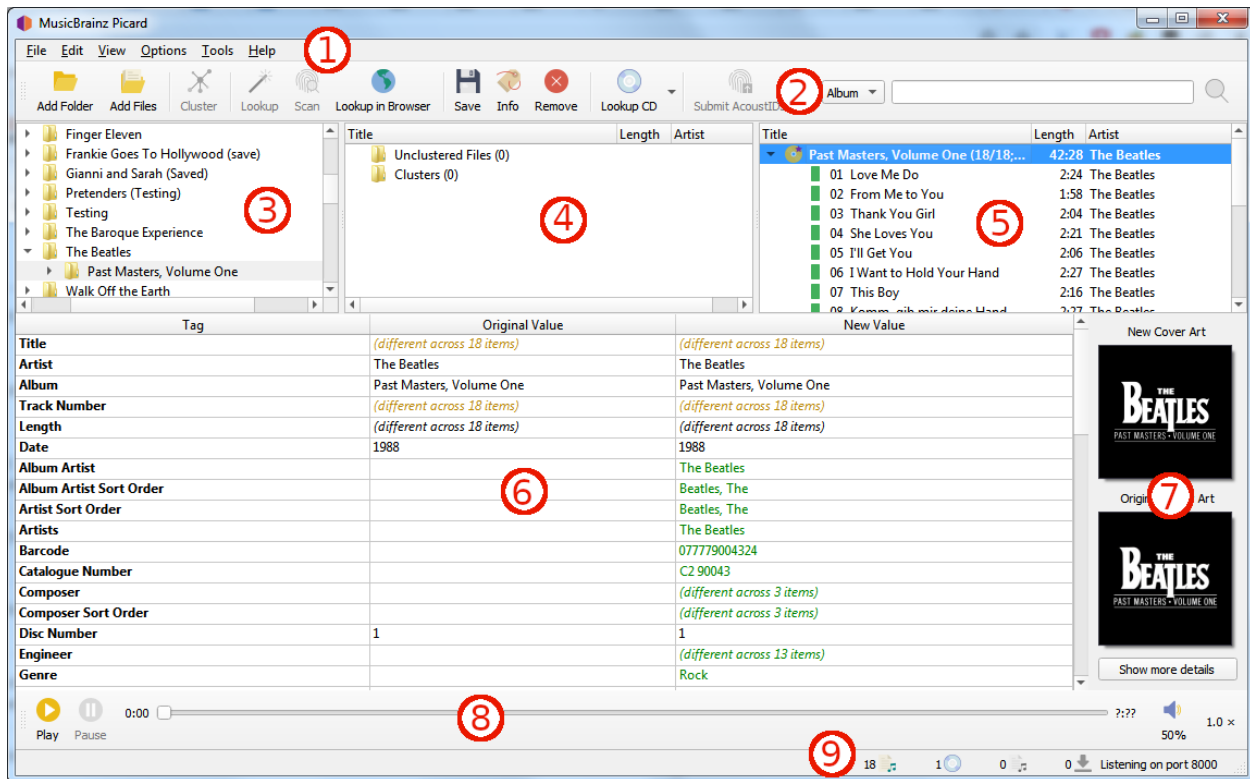 MusicBrainz Picard
File Edit View Options Tools Help
1
Add Folder Add Files Cluster Lookup Scan Lookup in Browser Save Info Remove Lookup CD Submit AcoustID
2
Album
Finger Eleven
Frankie Goes To Hollywood (save)
Gianni and Sarah (Saved)
Pretenders (Testing)
Testing
The Baroque Experience
The Beatles
Past Masters, Volume One
Walk Off the Earth
3
Title Length Artist
Unclustered Files (0)
Clusters (0)
4
Title Length Artist
Past Masters, Volume One (18/18;... 42:28 The Beatles
01 Love Me Do 2:24 The Beatles
02 From Me to You 1:58 The Beatles
03 Thank You Girl 2:04 The Beatles
04 She Loves You 2:21 The Beatles
05 I'll Get You 2:06 The Beatles
06 I Want to Hold Your Hand 2:27 The Beatles
07 This Boy 2:16 The Beatles
08 Komm, gib mir deine Hand 2:27 The Beatles
5
Tag Original Value New Value
Title (different across 18 items) (different across 18 items)
Artist The Beatles The Beatles
Album Past Masters, Volume One Past Masters, Volume One
Track Number (different across 18 items) (different across 18 items)
Length (different across 18 items) (different across 18 items)
Date 1988 1988
Album Artist The Beatles
Album Artist Sort Order Beatles, The
Artist Sort Order Beatles, The
Artists The Beatles
Barcode 077779004324
Catalogue Number C2 90043
Composer (different across 3 items)
Composer Sort Order (different across 3 items)
Disc Number 1 1
Engineer (different across 13 items)
Genre Rock
6
New Cover Art
THE
BEATLES
PAST MASTERS • VOLUME ONE
7
Art
THE
BEATLES
PAST MASTERS • VOLUME ONE
Show more details
Play Pause 0:00 8 ?:?? 50% 1.0 ×
9
18 1 0 0 Listening on port 8000